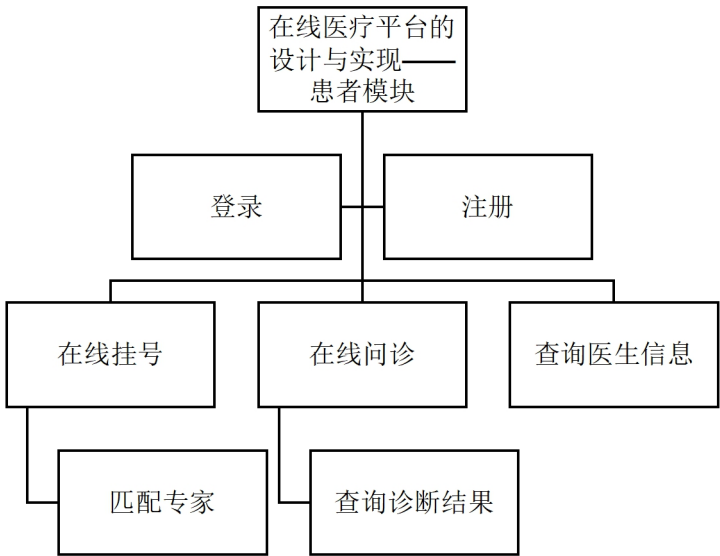 在线医疗平台的
设计与实现——
患者模块
登录
注册
在线挂号
在线问诊
查询医生信息
匹配专家
查询诊断结果